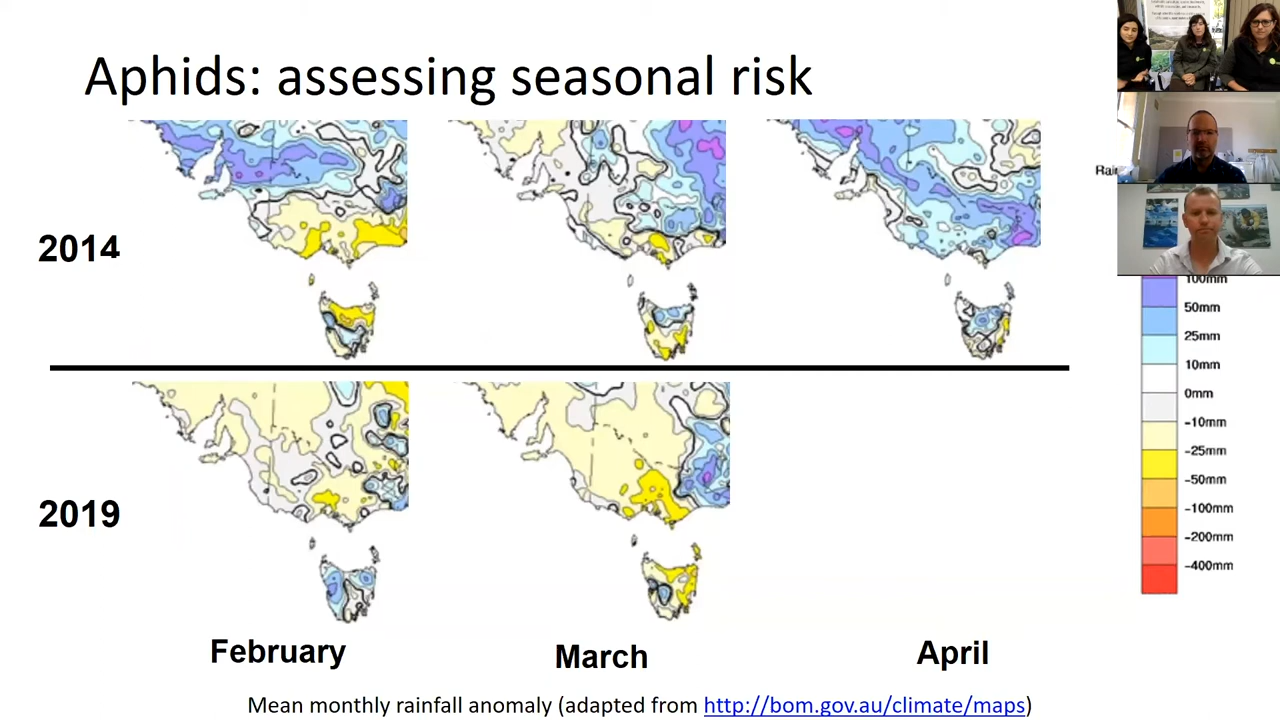 Aphids: assessing seasonal risk
2014
2019
February
March
April
Mean monthly rainfall anomaly (adapted from http://bom.gov.au/climate/maps)
100mm
50mm
25mm
10mm
0mm
-10mm
-25mm
-50mm
-100mm
-200mm
-400mm